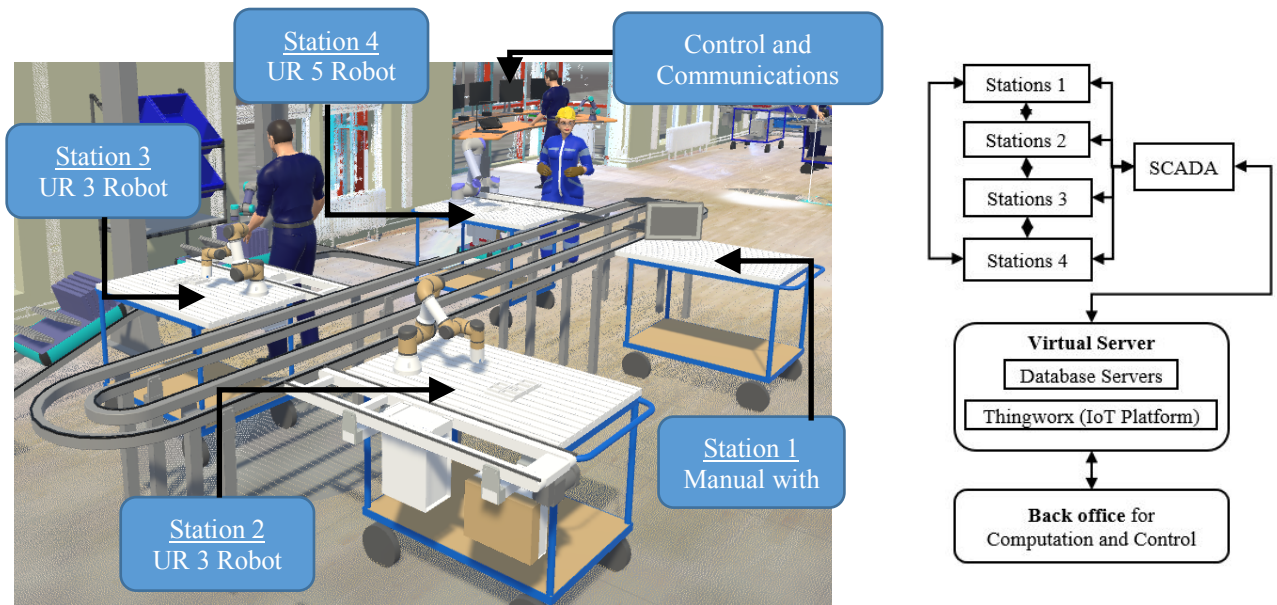 Station 4
UR 5 Robot
Control and
Communications
Station 3
UR 3 Robot
Station 1
Manual with
Station 2
UR 3 Robot
Stations 1
Stations 2
Stations 3
Stations 4
SCADA
Virtual Server
Database Servers
Thingworx (IoT Platform)
Back office for
Computation and Control